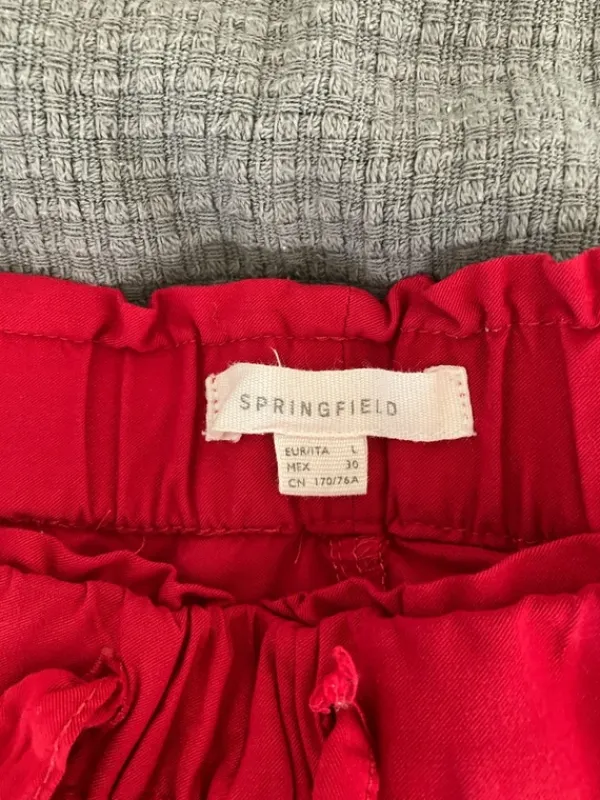 SPRINGFIELD
EUR/ITA L
MEX 30
CN 170/76A